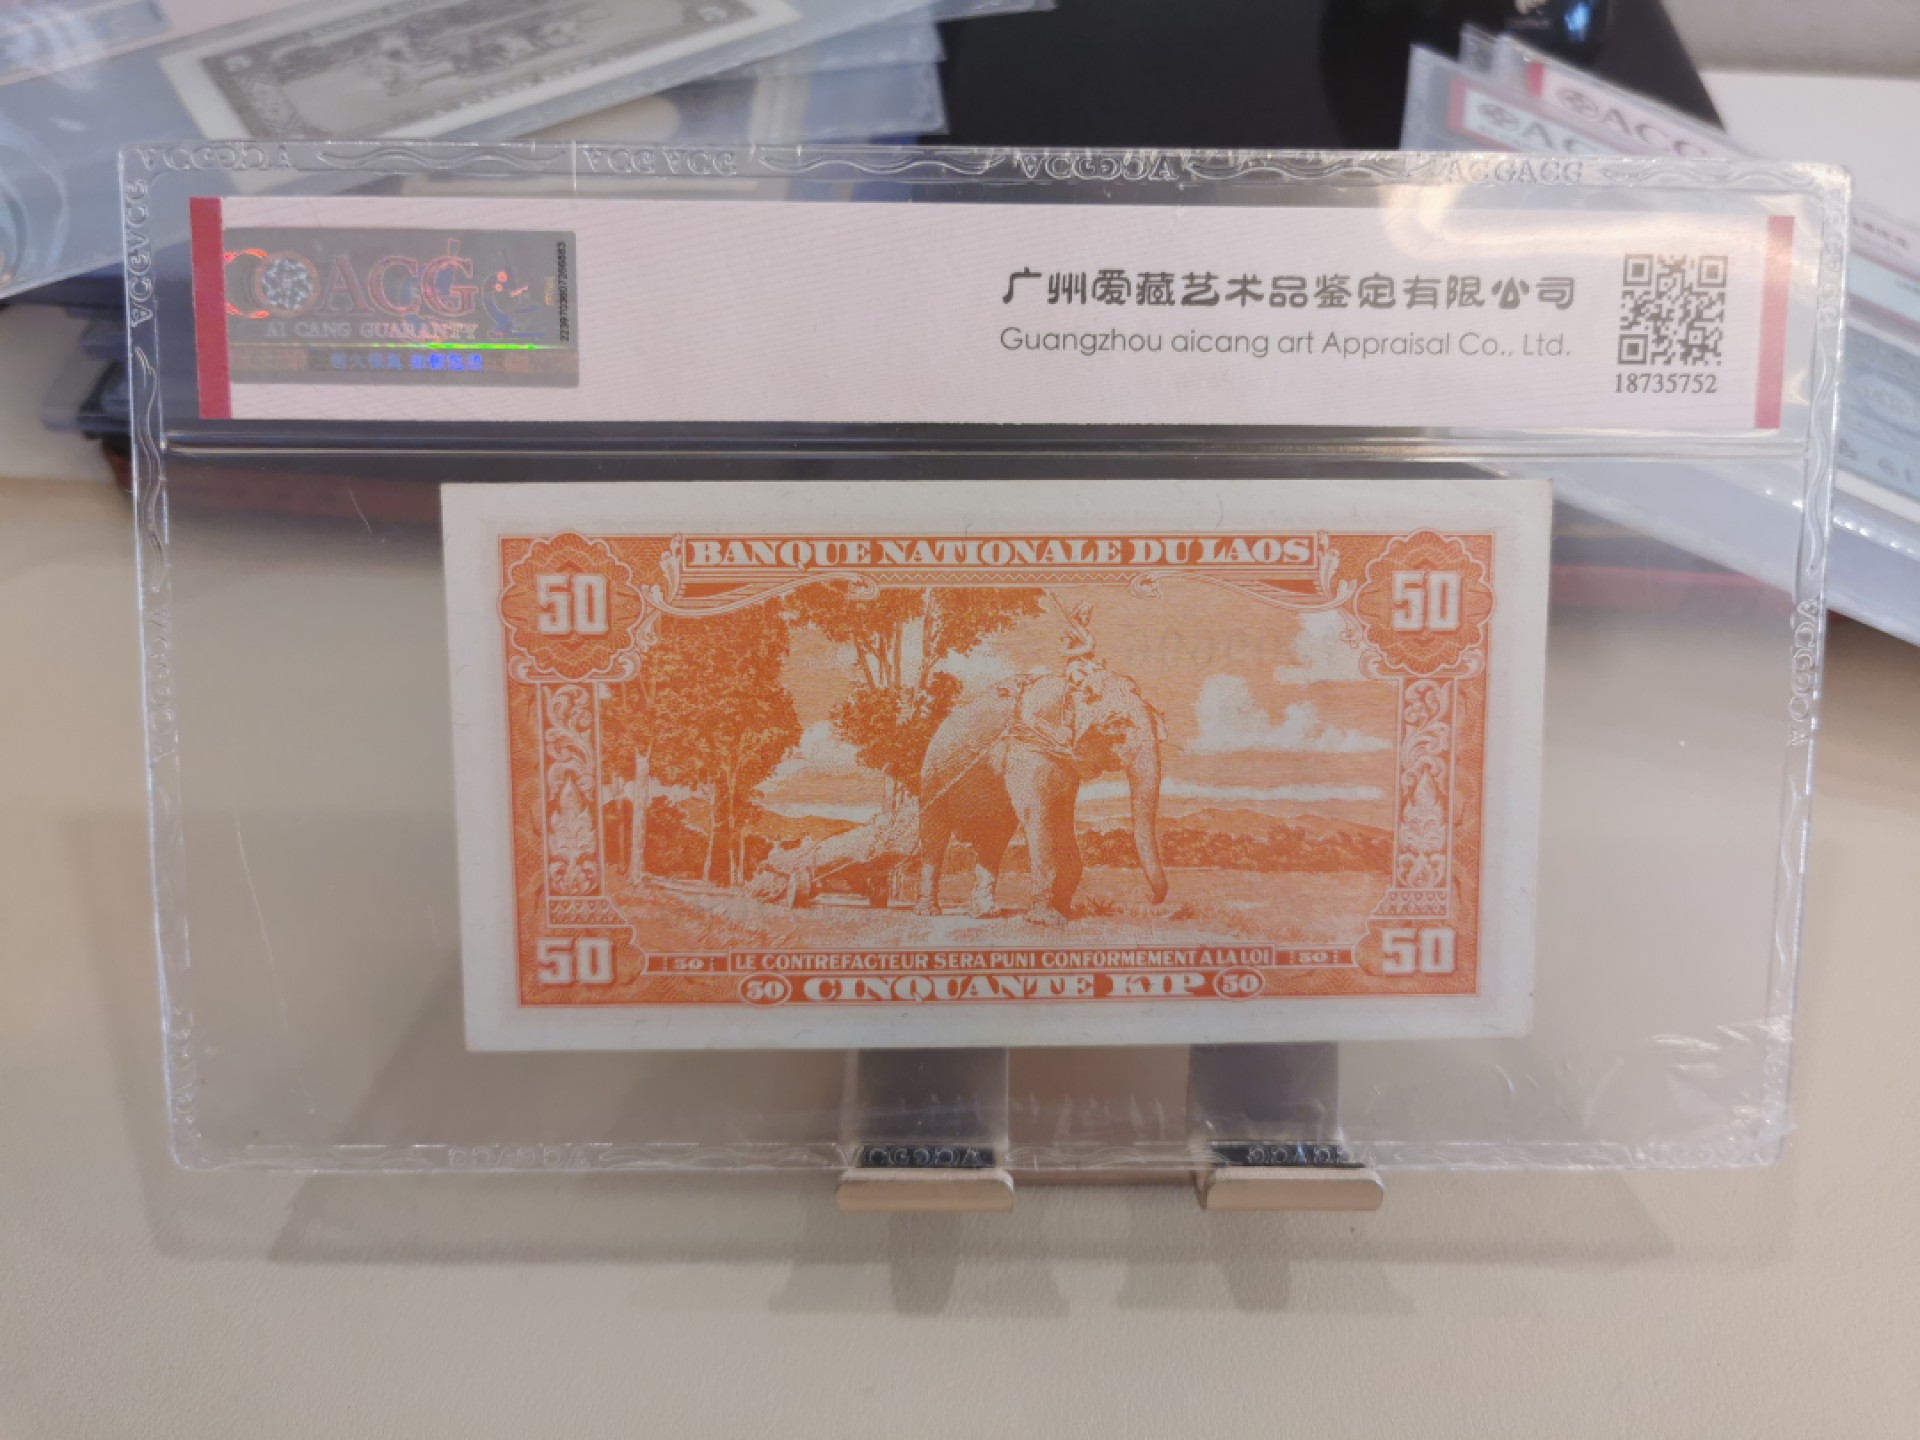 ACG
AI CANG GUARANTY
广州爱藏艺术品鉴定有限公司
Guangzhou aicang art Appraisal Co., Ltd.
18735752
BANQUE NATIONALE DU LAOS
50 50
50 50
50 LE CONTREFACTEUR SERA PUNI CONFORMEMENT A LA LOI 50
50 CINQUANTE KIP 50